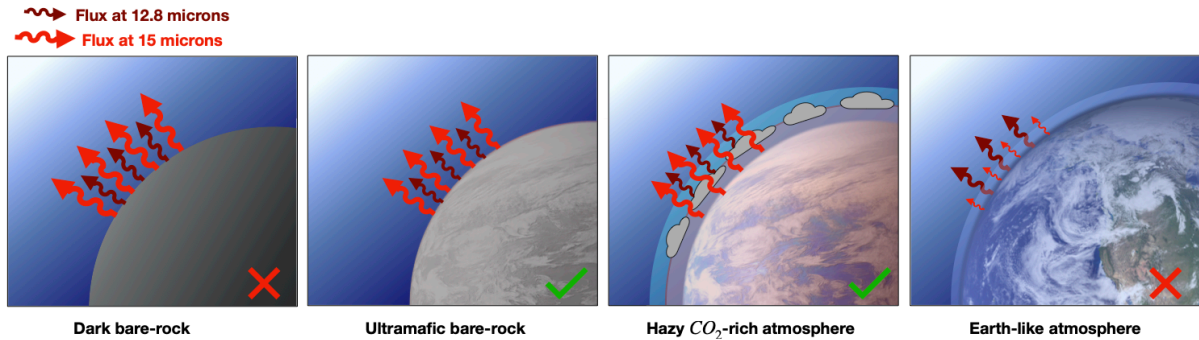 Flux at 12.8 microns
Flux at 15 microns
Dark bare-rock
Ultramafic bare-rock
Hazy CO₂-rich atmosphere
Earth-like atmosphere